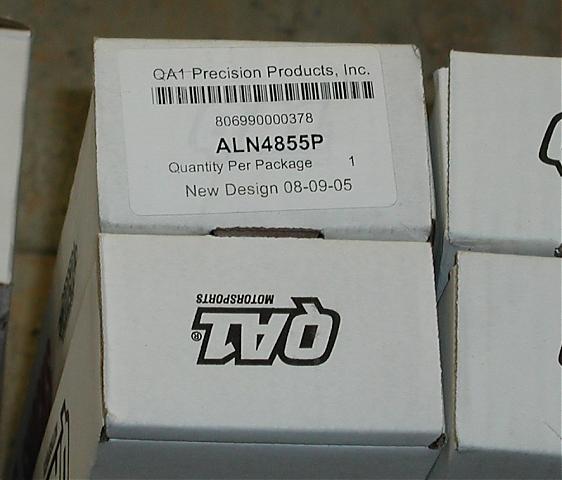 QA1 Precision Products, Inc.
806990000378
ALN4855P
Quantity Per Package 1
New Design 08-09-05
QA1®
MOTORSPORTS